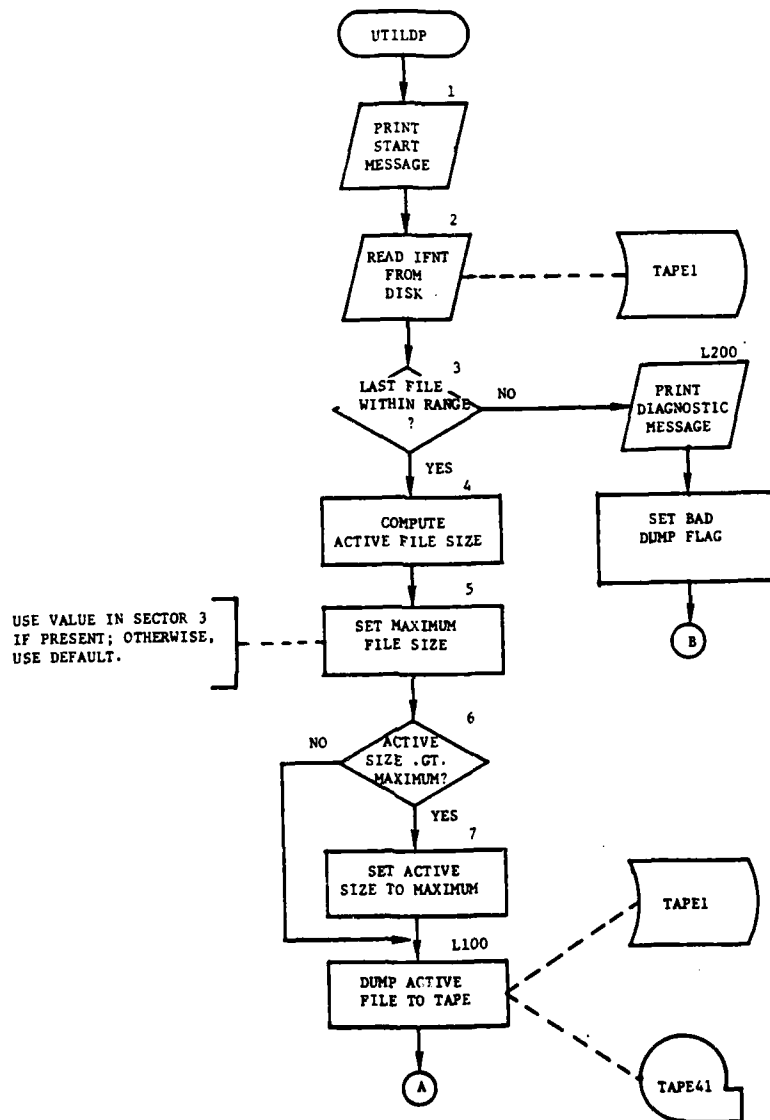 UTILDP
1
PRINT
START
MESSAGE
2
READ IFNT
FROM
DISK
TAPE1
3
LAST FILE
WITHIN RANGE
?
NO
YES
L200
PRINT
DIAGNOSTIC
MESSAGE
SET BAD
DUMP FLAG
B
4
COMPUTE
ACTIVE FILE SIZE
5
SET MAXIMUM
FILE SIZE
USE VALUE IN SECTOR 3
IF PRESENT; OTHERWISE,
USE DEFAULT.
6
ACTIVE
SIZE .GT.
MAXIMUM?
NO
YES
7
SET ACTIVE
SIZE TO MAXIMUM
L100
DUMP ACTIVE
FILE TO TAPE
TAPE1
TAPE41
A